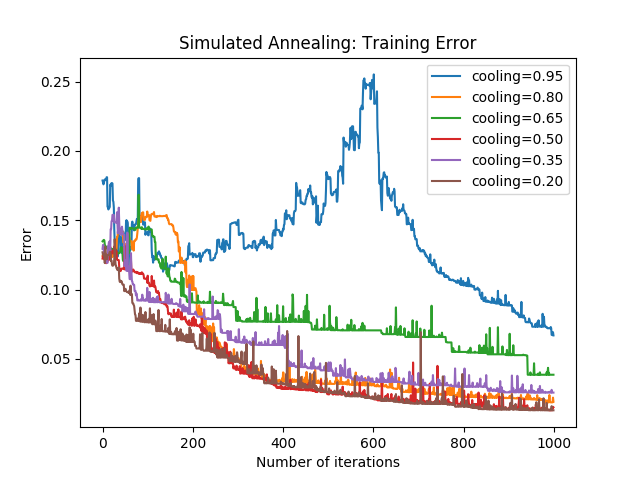 Simulated Annealing: Training Error
Error
0.25
0.20
0.15
0.10
0.05
0
200
400
600
800
1000
Number of iterations
cooling=0.95
cooling=0.80
cooling=0.65
cooling=0.50
cooling=0.35
cooling=0.20